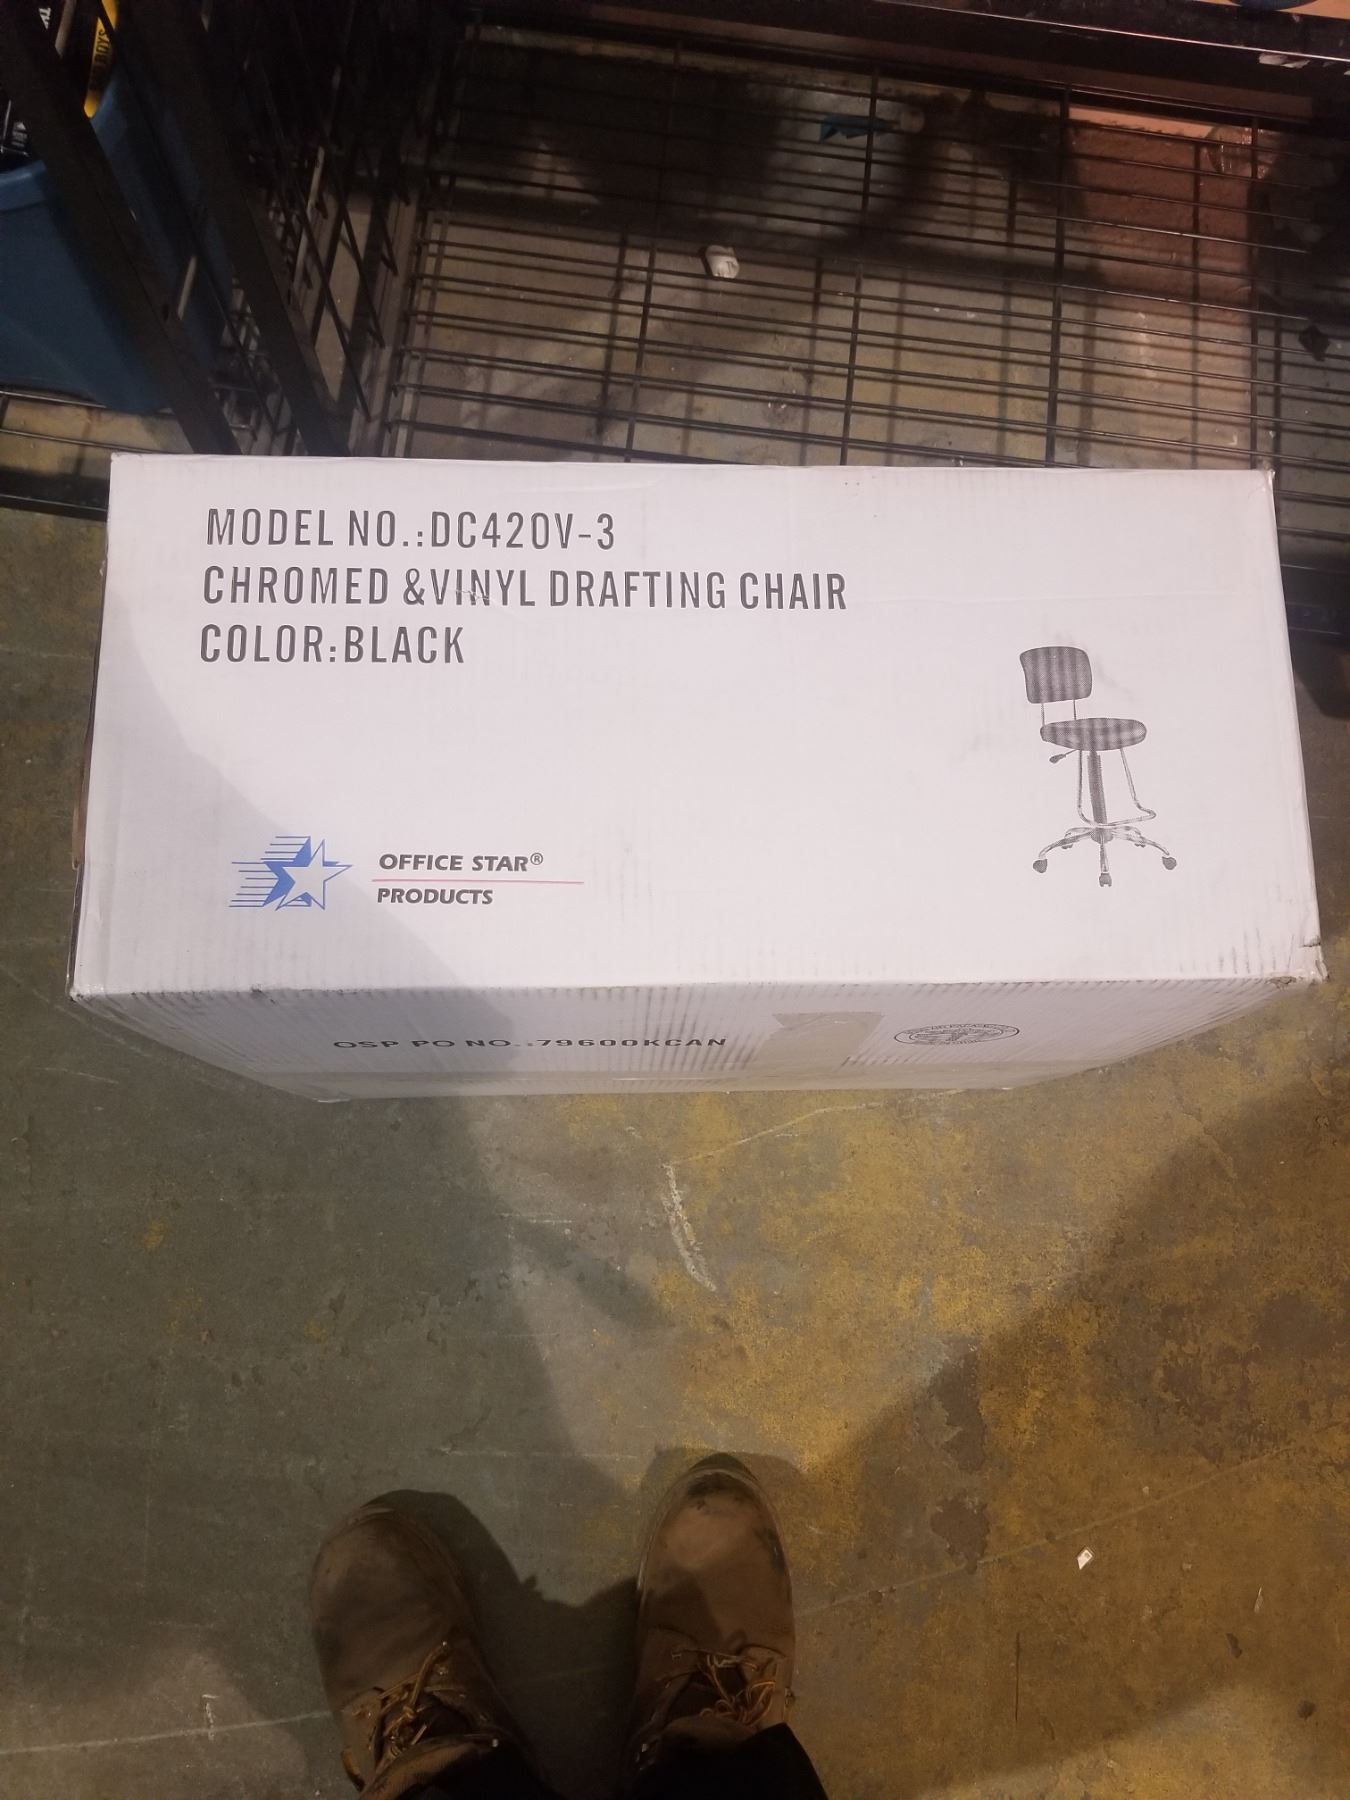 MODEL NO.:DC420V-3
CHROMED &VINYL DRAFTING CHAIR
COLOR:BLACK
OFFICE STAR®
PRODUCTS
OSP PO NO.:79600KCAN